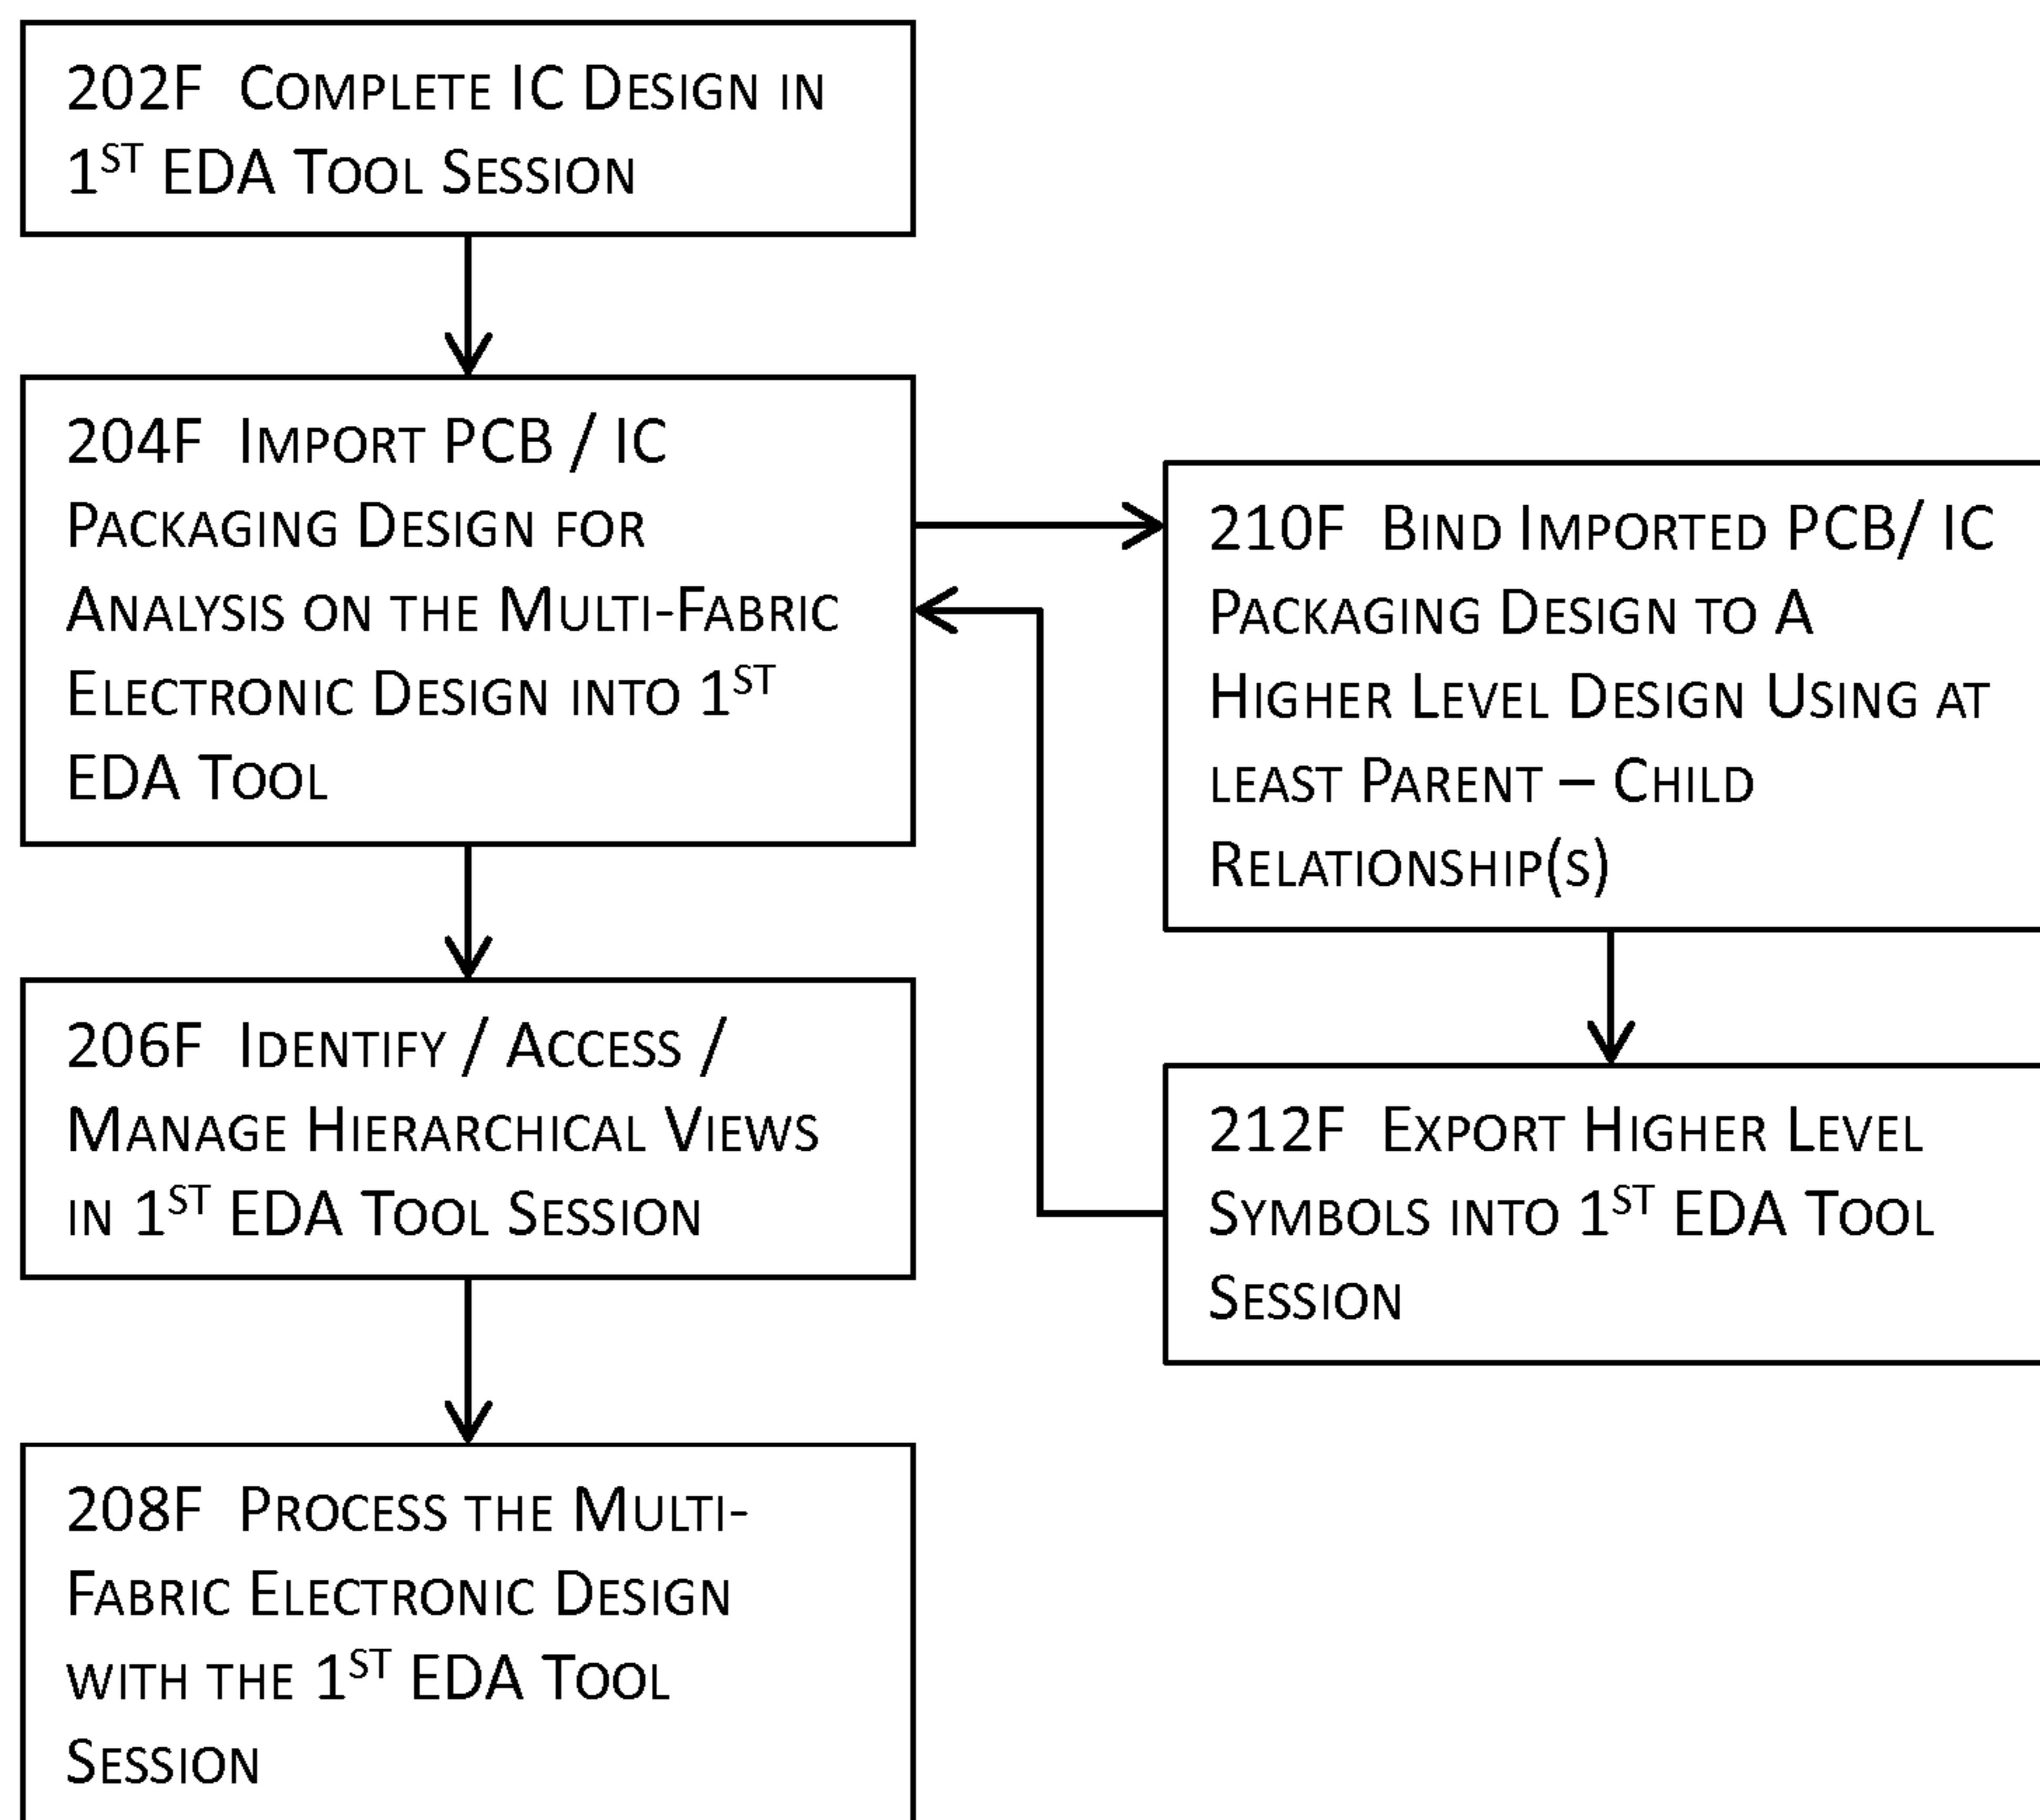 202F Complete IC Design in
1ST EDA Tool Session
204F Import PCB / IC
Packaging Design for
Analysis on the Multi-Fabric
Electronic Design into 1ST
EDA Tool
206F Identify / Access /
Manage Hierarchical Views
in 1ST EDA Tool Session
208F Process the Multi-
Fabric Electronic Design
with the 1ST EDA Tool
Session
210F Bind Imported PCB/ IC
Packaging Design to A
Higher Level Design Using at
least Parent – Child
Relationship(s)
212F Export Higher Level
Symbols into 1ST EDA Tool
Session